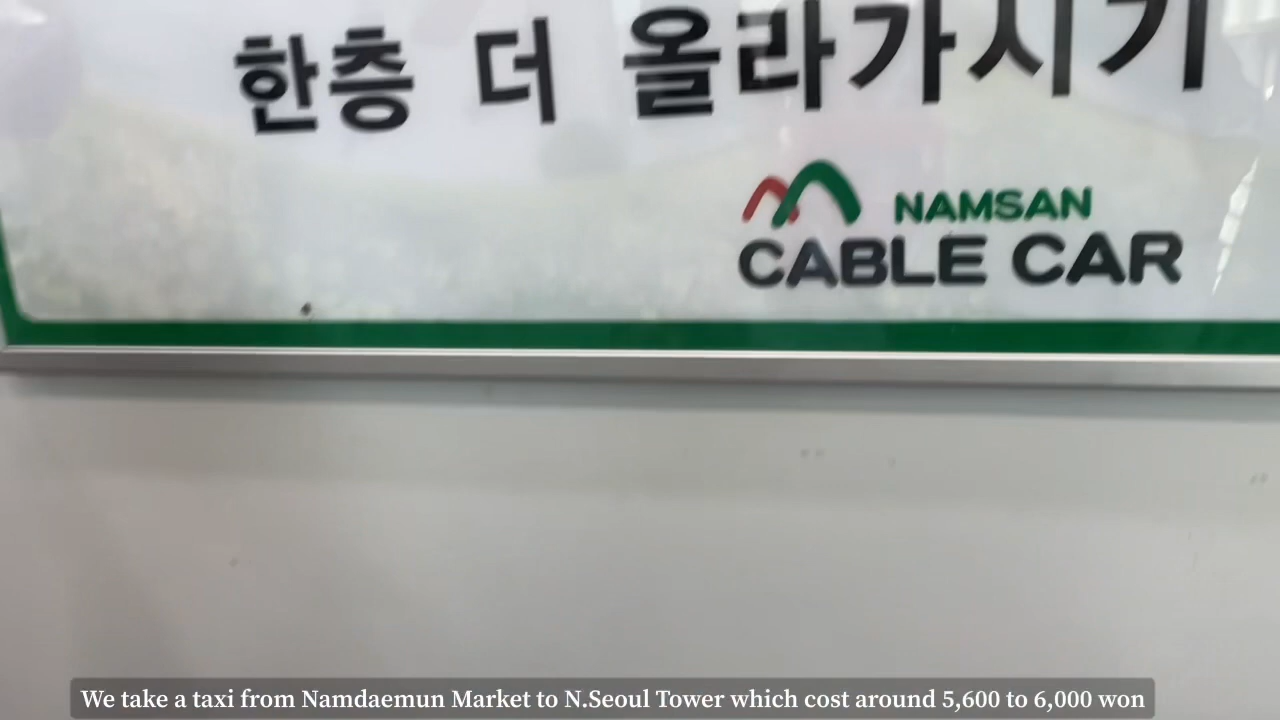 한층 더 올라가시기
NAMSAN
CABLE CAR
We take a taxi from Namdaemun Market to N.Seoul Tower which cost around 5,600 to 6,000 won